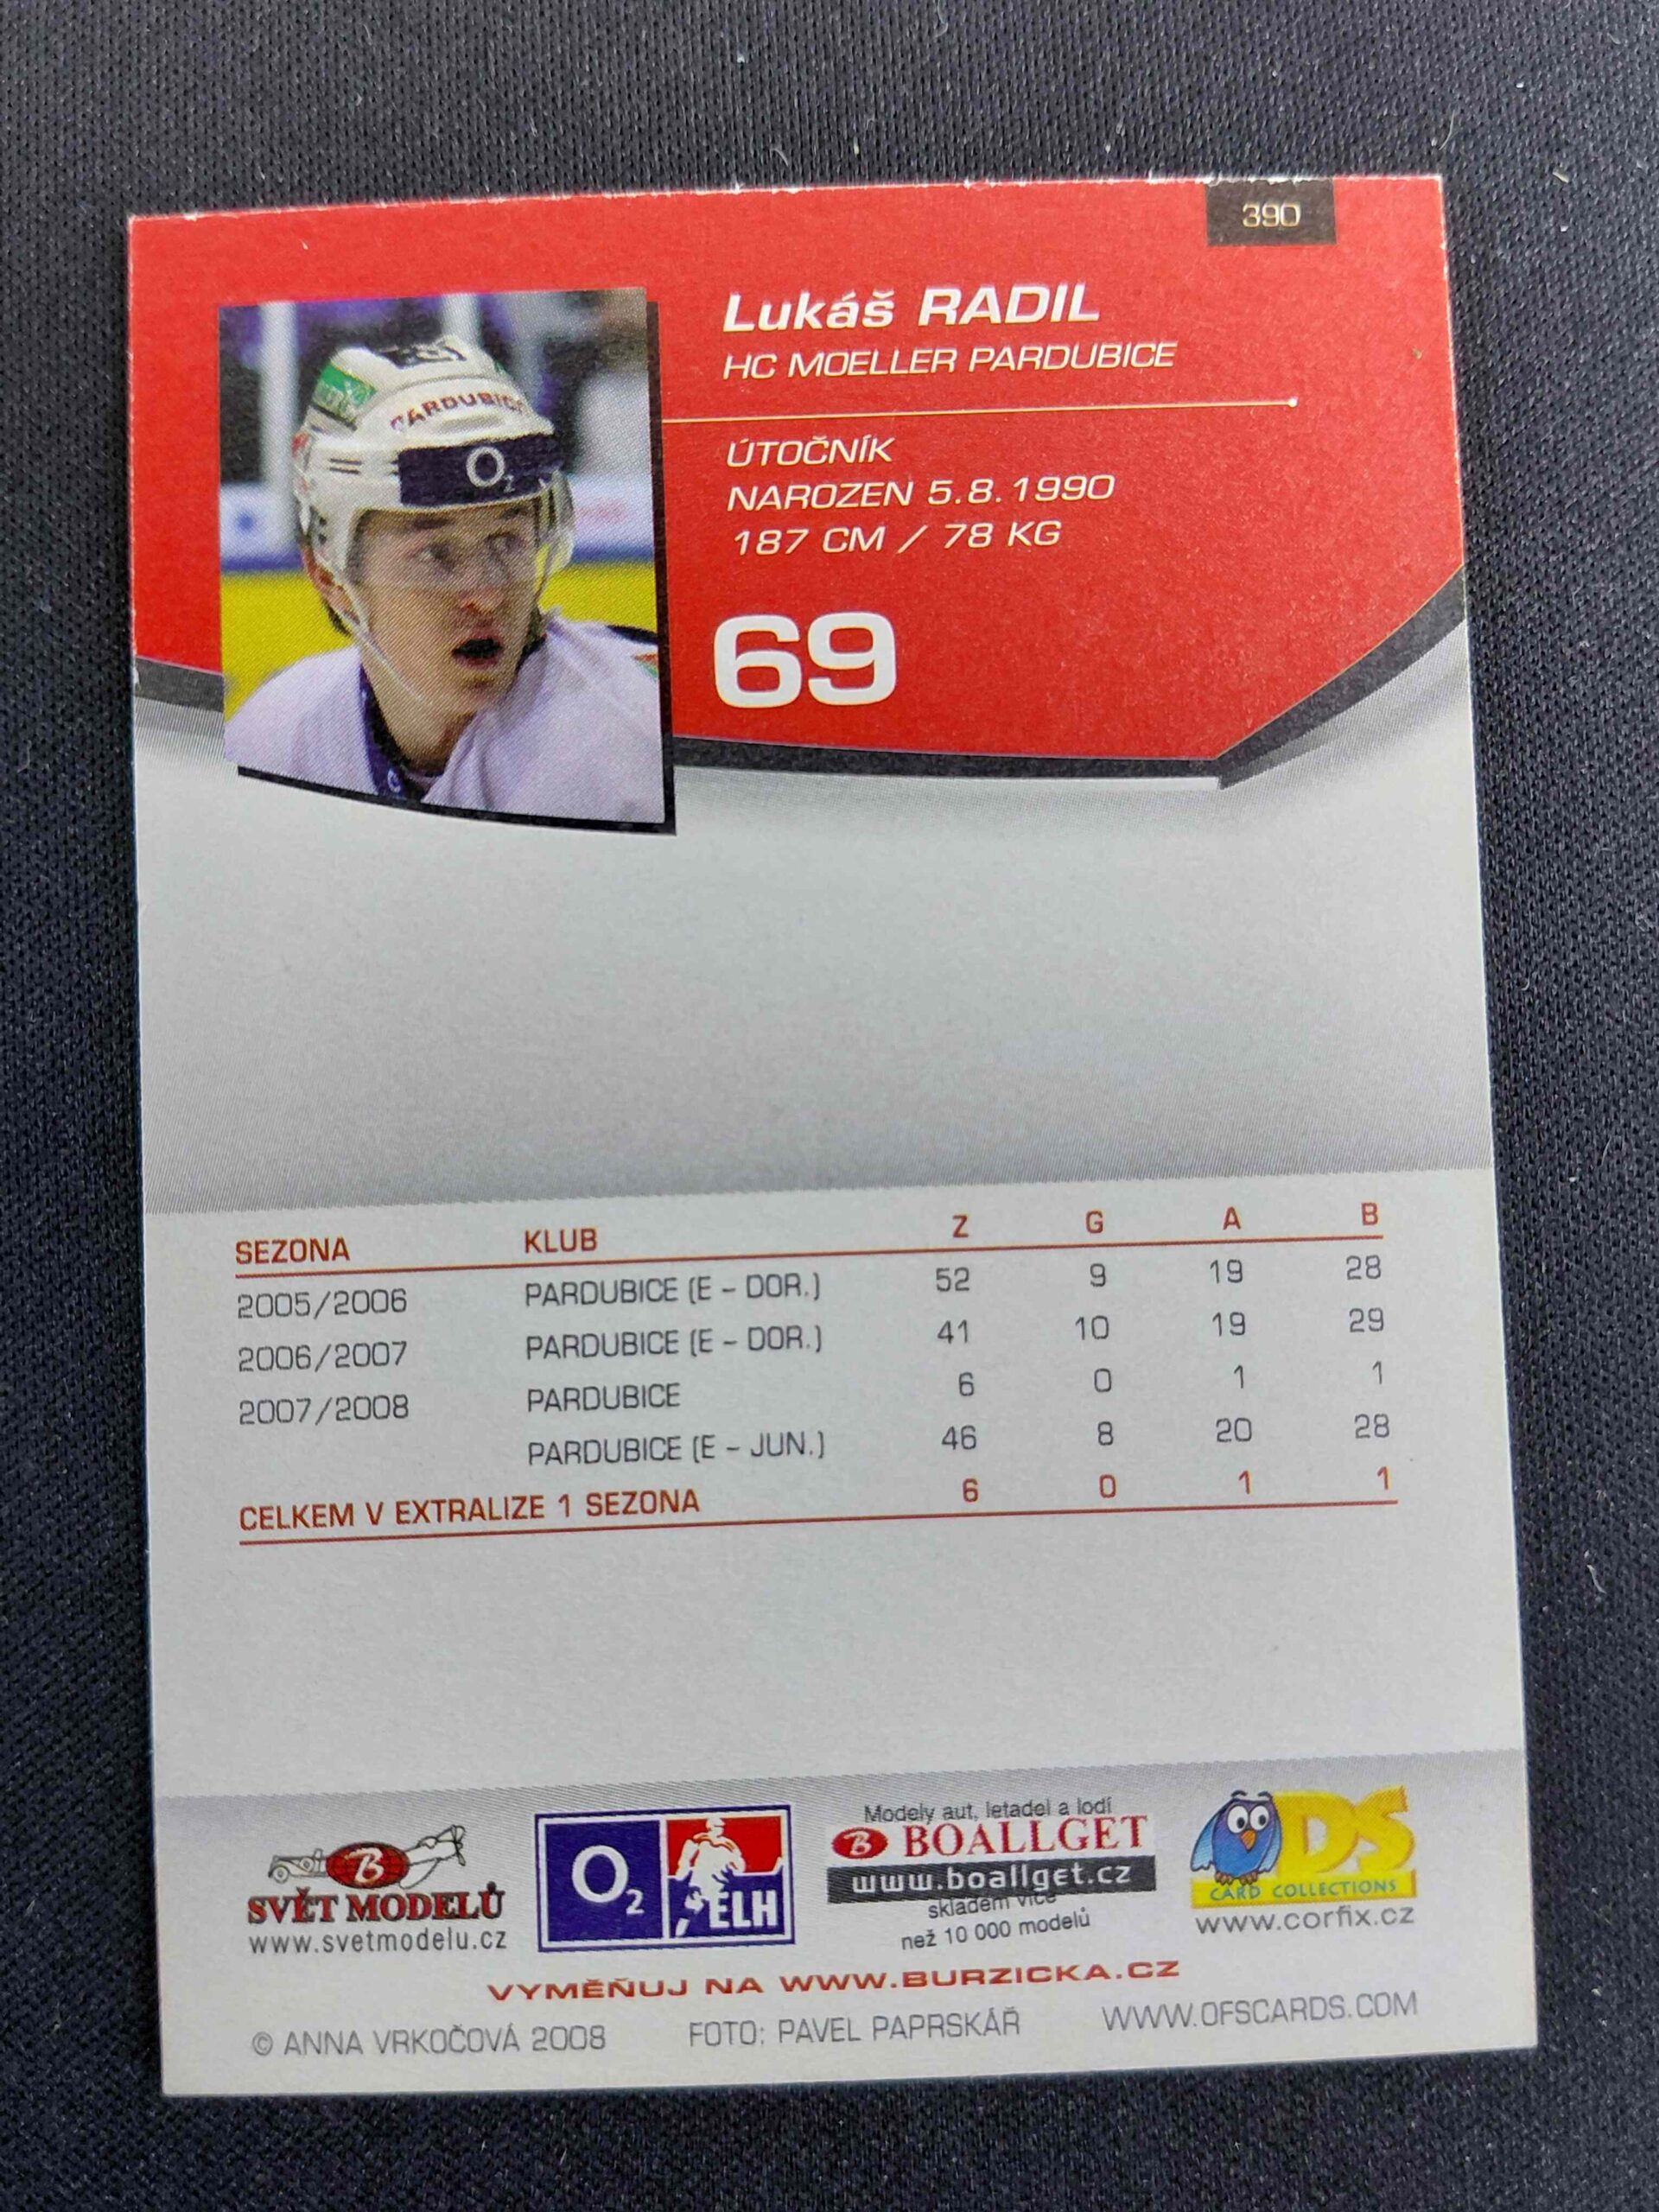 390
Lukáš RADIL
HC MOELLER PARDUBICE
ÚTOČNÍK
NAROZEN 5.8.1990
187 CM / 78 KG
69
PARDUBICE
O2
SEZONA KLUB Z G A B
2005/2006 PARDUBICE (E – DOR.) 52 9 19 28
2006/2007 PARDUBICE (E – DOR.) 41 10 19 29
2007/2008 PARDUBICE 6 0 1 1
PARDUBICE (E – JUN.) 46 8 20 28
CELKEM V EXTRALIZE 1 SEZONA 6 0 1 1
B
SVĚT MODELŮ
www.svetmodelu.cz
O2 ELH
Modely aut, letadel a lodí
B BOALLGET
www.boallget.cz
skladem více
než 10 000 modelů
DS
CARD COLLECTIONS
www.corfix.cz
VYMĚŇUJ NA WWW.BURZICKA.CZ
© ANNA VRKOČOVÁ 2008 FOTO: PAVEL PAPRSKÁŘ WWW.OFSCARDS.COM